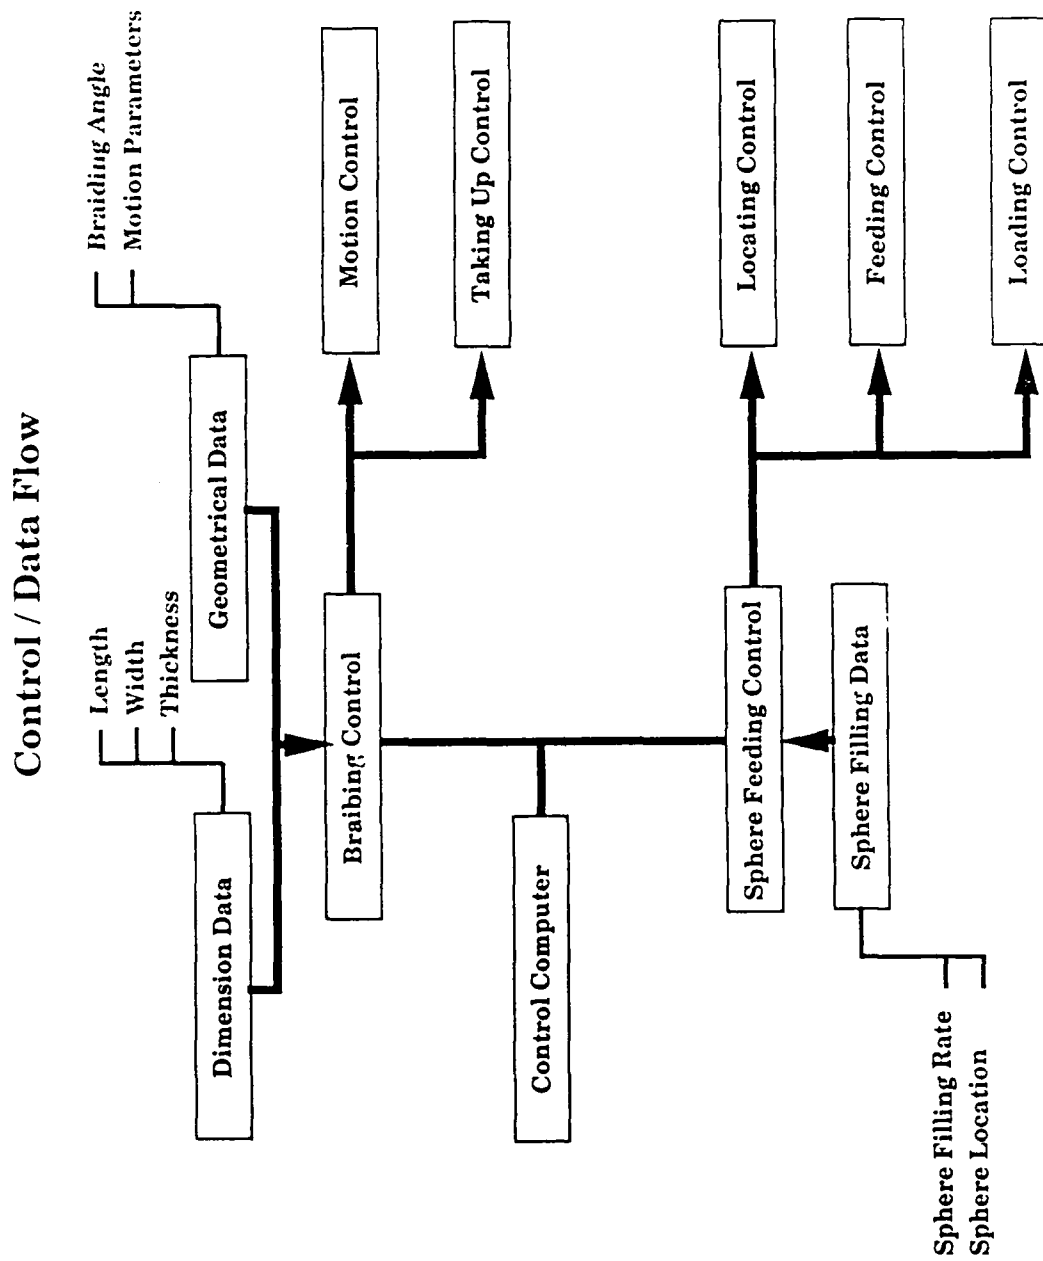 Control / Data Flow
Length
Width
Thickness
Braiding Angle
Motion Parameters
Dimension Data
Geometrical Data
Braibing Control
Motion Control
Taking Up Control
Control Computer
Sphere Feeding Control
Locating Control
Feeding Control
Loading Control
Sphere Filling Data
Sphere Filling Rate
Sphere Location